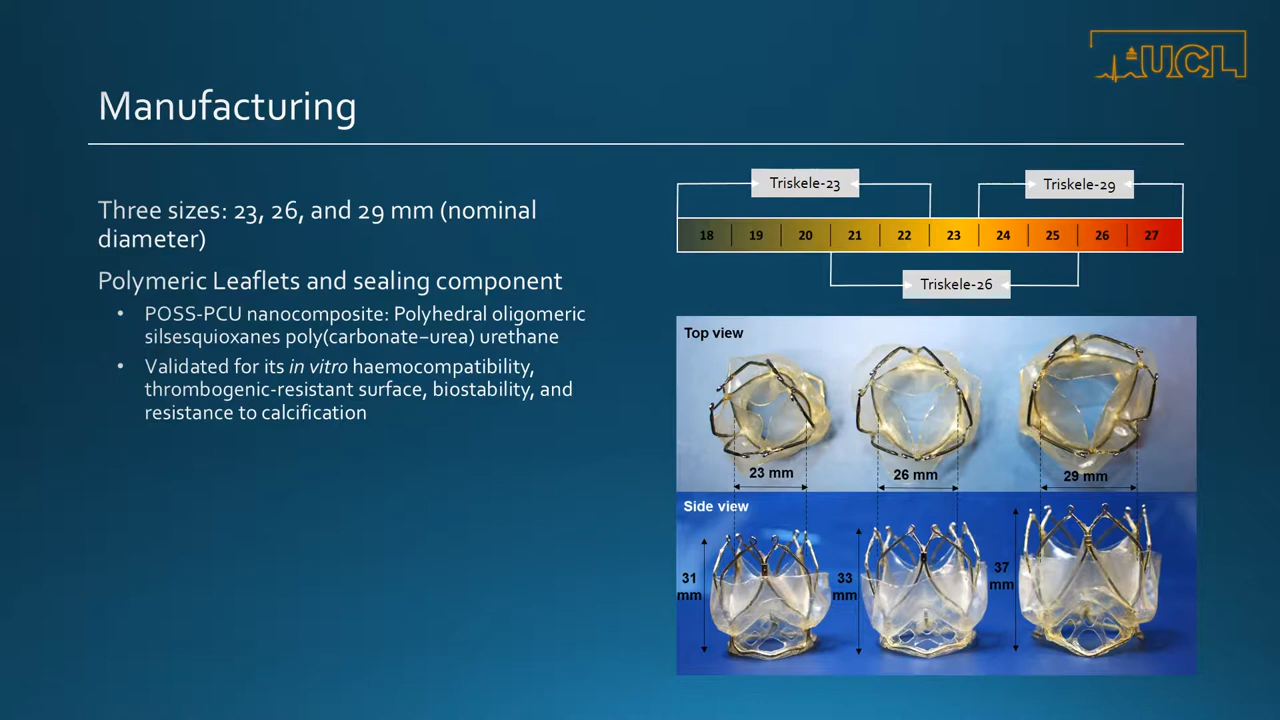 UCL
Manufacturing
Three sizes: 23, 26, and 29 mm (nominal
diameter)
Polymeric Leaflets and sealing component
• POSS-PCU nanocomposite: Polyhedral oligomeric
silsesquioxanes poly(carbonate–urea) urethane
• Validated for its in vitro haemocompatibility,
thrombogenic-resistant surface, biostability, and
resistance to calcification
Triskele-23
Triskele-29
18 19 20 21 22 23 24 25 26 27
Triskele-26
Top view
23 mm
26 mm
29 mm
Side view
31
mm
33
mm
37
mm